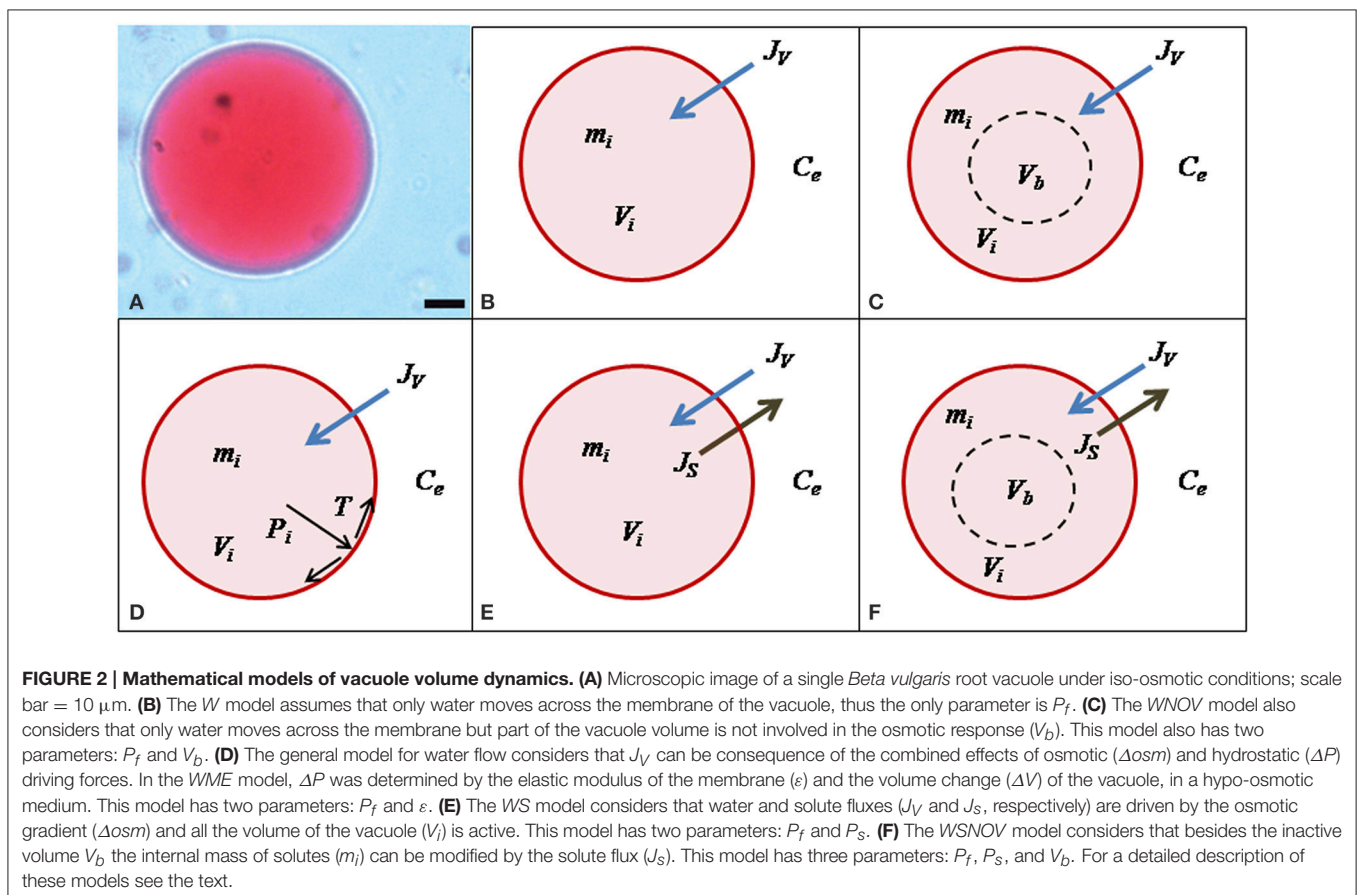 A
J_V
m_i
C_e
V_i
B
J_V
m_i
C_e
V_b
V_i
C
J_V
m_i
C_e
T
P_i
V_i
D
J_V
m_i
C_e
J_S
V_i
E
J_V
m_i
J_S
C_e
V_b
V_i
F
FIGURE 2 | Mathematical models of vacuole volume dynamics. (A) Microscopic image of a single Beta vulgaris root vacuole under iso-osmotic conditions; scale
bar = 10 μm. (B) The W model assumes that only water moves across the membrane of the vacuole, thus the only parameter is P_f. (C) The WNOV model also
considers that only water moves across the membrane but part of the vacuole volume is not involved in the osmotic response (V_b). This model also has two
parameters: P_f and V_b. (D) The general model for water flow considers that J_V can be consequence of the combined effects of osmotic (Δosm) and hydrostatic (ΔP)
driving forces. In the WME model, ΔP was determined by the elastic modulus of the membrane (ε) and the volume change (ΔV) of the vacuole, in a hypo-osmotic
medium. This model has two parameters: P_f and ε. (E) The WS model considers that water and solute fluxes (J_V and J_s, respectively) are driven by the osmotic
gradient (Δosm) and all the volume of the vacuole (V_i) is active. This model has two parameters: P_f and P_s. (F) The WSNOV model considers that besides the inactive
volume V_b the internal mass of solutes (m_i) can be modified by the solute flux (J_s). This model has three parameters: P_f, P_s, and V_b. For a detailed description of
these models see the text.